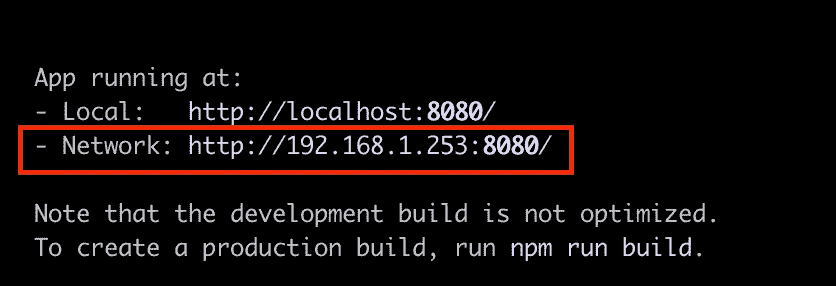 App running at:
- Local:   http://localhost:8080/
- Network: http://192.168.1.253:8080/
Note that the development build is not optimized.
To create a production build, run npm run build.